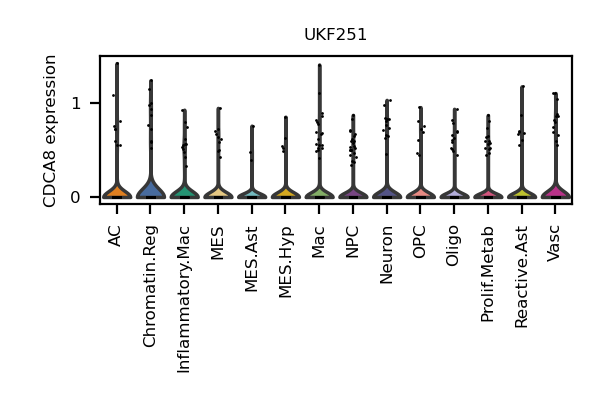 UKF251
CDCA8 expression
1
0
AC
Chromatin.Reg
Inflammatory.Mac
MES
MES.Ast
MES.Hyp
Mac
NPC
Neuron
OPC
Oligo
Prolif.Metab
Reactive.Ast
Vasc